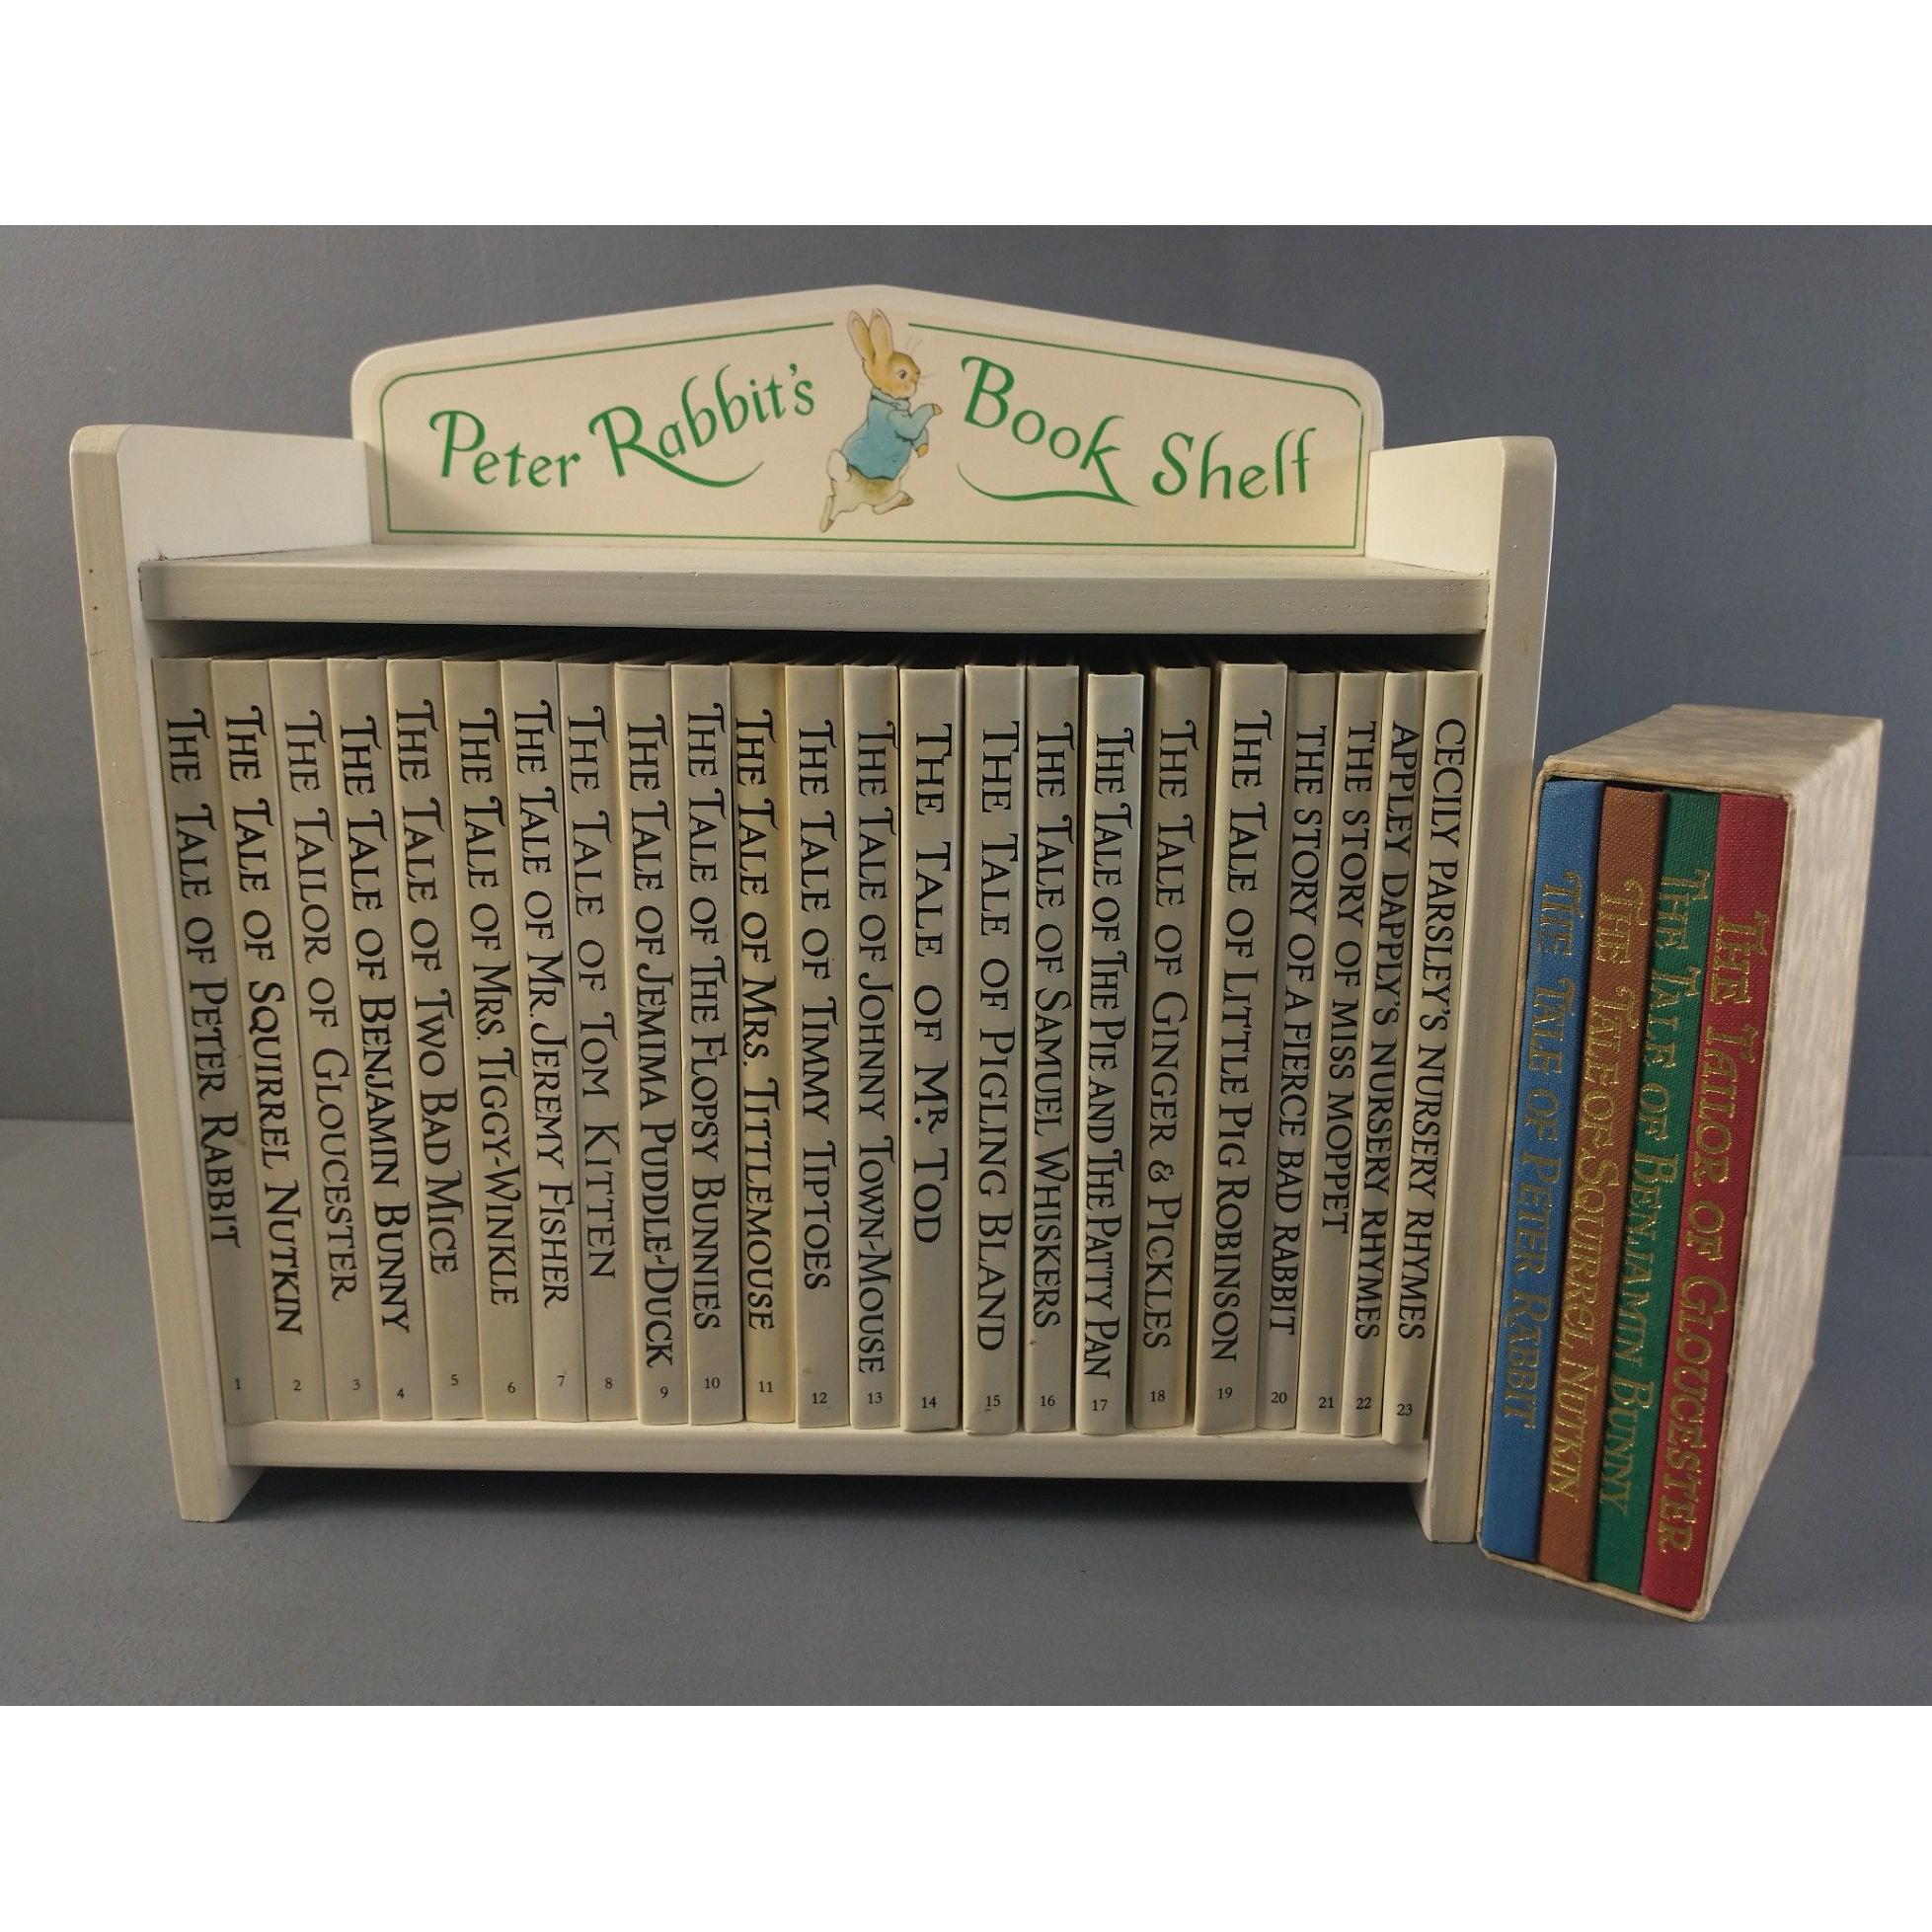 Peter Rabbit's Book Shelf
THE TALE OF PETER RABBIT 1
THE TALE OF SQUIRREL NUTKIN 2
THE TAILOR OF GLOUCESTER 3
THE TALE OF BENJAMIN BUNNY 4
THE TALE OF TWO BAD MICE 5
THE TALE OF MRS. TIGGY-WINKLE 6
THE TALE OF MR. JEREMY FISHER 7
THE TALE OF TOM KITTEN 8
THE TALE OF JEMIMA PUDDLE-DUCK 9
THE TALE OF THE FLOPSY BUNNIES 10
THE TALE OF MRS. TITTLEMOUSE 11
THE TALE OF TIMMY TIPTOES 12
THE TALE OF JOHNNY TOWN-MOUSE 13
THE TALE OF MR. TOD 14
THE TALE OF PIGLING BLAND 15
THE TALE OF SAMUEL WHISKERS 16
THE TALE OF THE PIE AND THE PATTY PAN 17
THE TALE OF GINGER & PICKLES 18
THE TALE OF LITTLE PIG ROBINSON 19
THE STORY OF A FIERCE BAD RABBIT 20
THE STORY OF MISS MOPPET 21
APPLEY DAPPLY'S NURSERY RHYMES 22
CECILY PARSLEY'S NURSERY RHYMES 23
THE TALE OF PETER RABBIT
THE TALE OF SQUIRREL NUTKIN
THE TALE OF BENJAMIN BUNNY
THE TAILOR OF GLOUCESTER